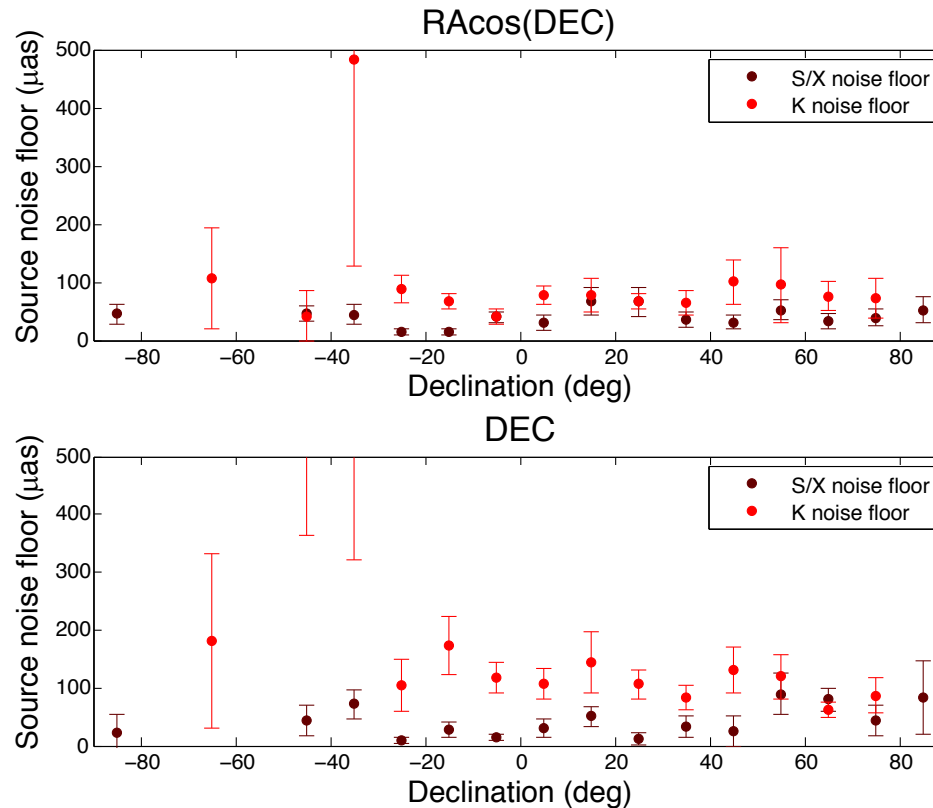 RAcos(DEC)
Source noise floor (μas)
500
400
300
200
100
0
S/X noise floor
K noise floor
−80 −60 −40 −20 0 20 40 60 80
Declination (deg)
DEC
Source noise floor (μas)
500
400
300
200
100
0
S/X noise floor
K noise floor
−80 −60 −40 −20 0 20 40 60 80
Declination (deg)